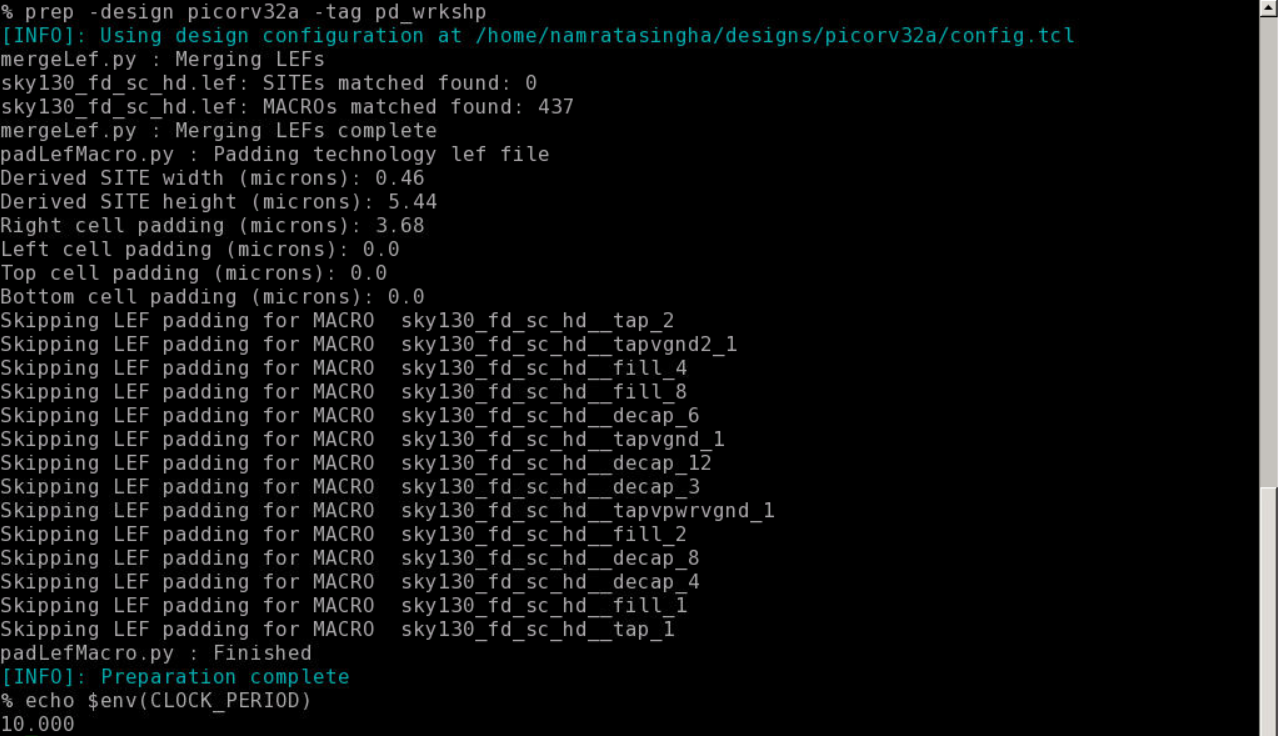 % prep -design picorv32a -tag pd_wrkshp
[INFO]: Using design configuration at /home/namratasingha/designs/picorv32a/config.tcl
mergeLef.py : Merging LEFs
sky130_fd_sc_hd.lef: SITEs matched found: 0
sky130_fd_sc_hd.lef: MACROs matched found: 437
mergeLef.py : Merging LEFs complete
padLefMacro.py : Padding technology lef file
Derived SITE width (microns): 0.46
Derived SITE height (microns): 5.44
Right cell padding (microns): 3.68
Left cell padding (microns): 0.0
Top cell padding (microns): 0.0
Bottom cell padding (microns): 0.0
Skipping LEF padding for MACRO  sky130_fd_sc_hd__tap_2
Skipping LEF padding for MACRO  sky130_fd_sc_hd__tapvgnd2_1
Skipping LEF padding for MACRO  sky130_fd_sc_hd__fill_4
Skipping LEF padding for MACRO  sky130_fd_sc_hd__fill_8
Skipping LEF padding for MACRO  sky130_fd_sc_hd__decap_6
Skipping LEF padding for MACRO  sky130_fd_sc_hd__tapvgnd_1
Skipping LEF padding for MACRO  sky130_fd_sc_hd__decap_12
Skipping LEF padding for MACRO  sky130_fd_sc_hd__decap_3
Skipping LEF padding for MACRO  sky130_fd_sc_hd__tapvpwrvgnd_1
Skipping LEF padding for MACRO  sky130_fd_sc_hd__fill_2
Skipping LEF padding for MACRO  sky130_fd_sc_hd__decap_8
Skipping LEF padding for MACRO  sky130_fd_sc_hd__decap_4
Skipping LEF padding for MACRO  sky130_fd_sc_hd__fill_1
Skipping LEF padding for MACRO  sky130_fd_sc_hd__tap_1
padLefMacro.py : Finished
[INFO]: Preparation complete
% echo $env(CLOCK_PERIOD)
10.000